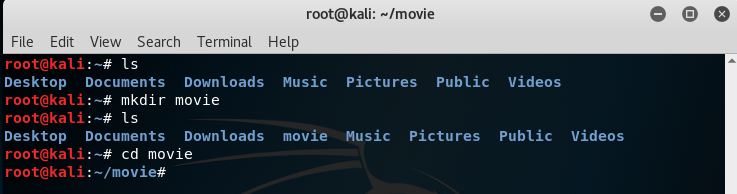 root@kali: ~/movie
File Edit View Search Terminal Help
root@kali:~# ls
Desktop Documents Downloads Music Pictures Public Videos
root@kali:~# mkdir movie
root@kali:~# ls
Desktop Documents Downloads movie Music Pictures Public Videos
root@kali:~# cd movie
root@kali:~/movie#